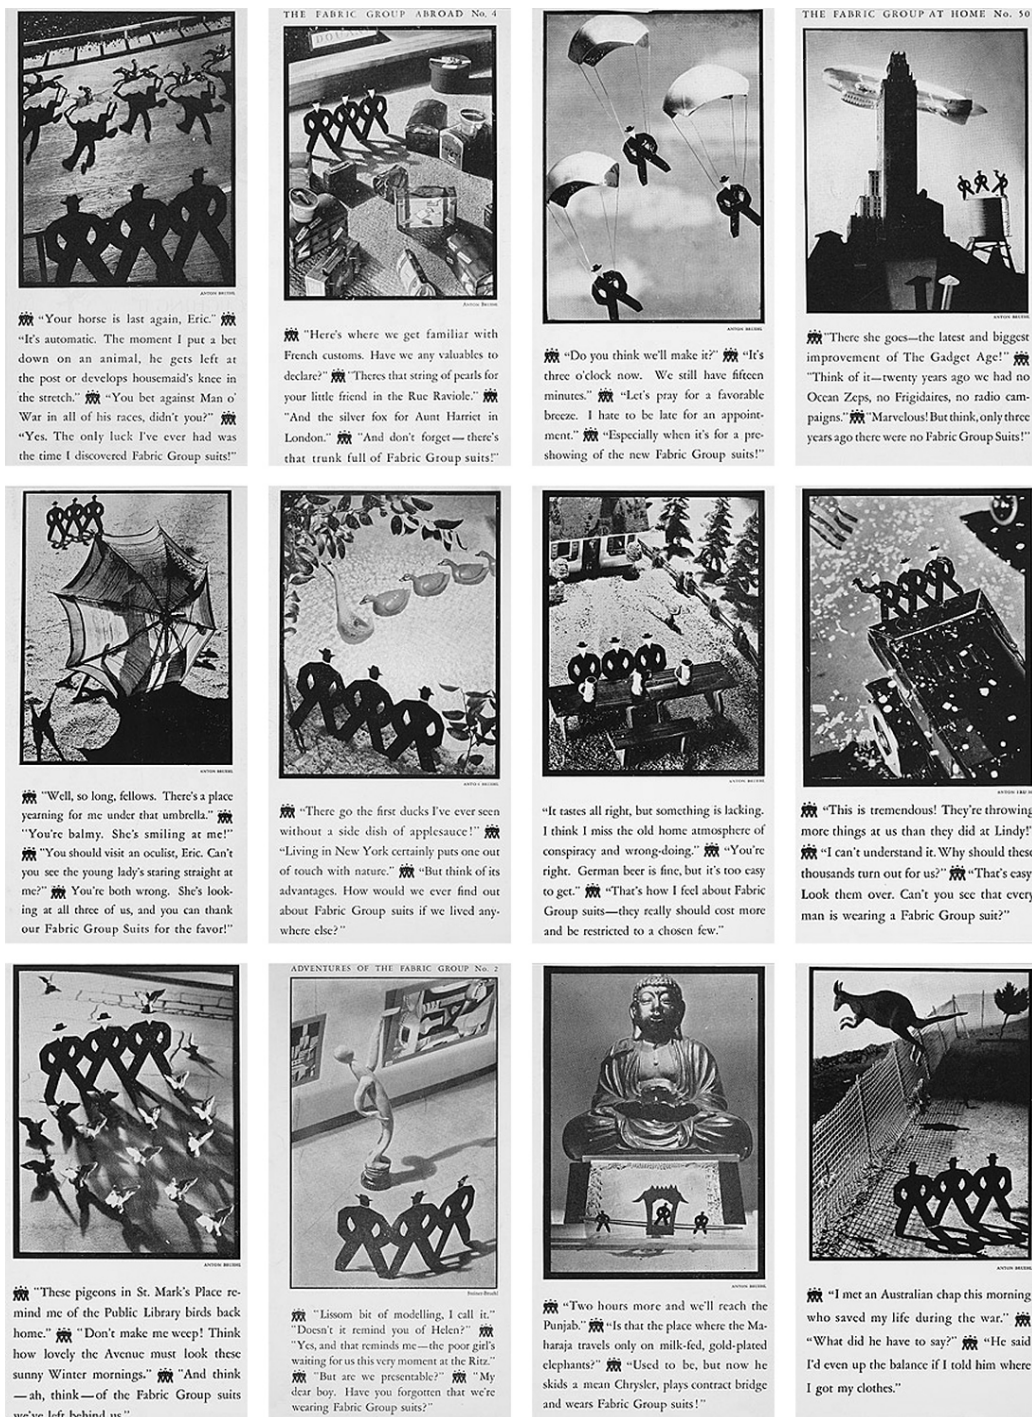 ANTON BRUEHL
"Your horse is last again, Eric."
"It's automatic. The moment I put a bet
down on an animal, he gets left at
the post or develops housemaid's knee in
the stretch." "You bet against Man o'
War in all of his races, didn't you?"
"Yes. The only luck I've ever had was
the time I discovered Fabric Group suits!"
THE FABRIC GROUP ABROAD No. 4
ANTON BRUEHL
"Here's where we get familiar with
French customs. Have we any valuables to
declare?" "Theres that string of pearls for
your little friend in the Rue Raviole."
"And the silver fox for Aunt Harriet in
London." "And don't forget—there's
that trunk full of Fabric Group suits!"
ANTON BRUEHL
"Do you think we'll make it?" "It's
three o'clock now. We still have fifteen
minutes." "Let's pray for a favorable
breeze. I hate to be late for an appoint-
ment." "Especially when it's for a pre-
showing of the new Fabric Group suits!"
THE FABRIC GROUP AT HOME No. 50
ANTON BRUEHL
"There she goes—the latest and biggest
improvement of The Gadget Age!"
"Think of it—twenty years ago we had no
Ocean Zeps, no Frigidaires, no radio cam-
paigns." "Marvelous! But think, only three
years ago there were no Fabric Group Suits!"
ANTON BRUEHL
"Well, so long, fellows. There's a place
yearning for me under that umbrella."
"You're balmy. She's smiling at me!"
"You should visit an oculist, Eric. Can't
you see the young lady's staring straight at
me?" You're both wrong. She's look-
ing at all three of us, and you can thank
our Fabric Group Suits for the favor!"
ANTON BRUEHL
"There go the first ducks I've ever seen
without a side dish of applesauce!"
"Living in New York certainly puts one out
of touch with nature." "But think of its
advantages. How would we ever find out
about Fabric Group suits if we lived any-
where else?"
ANTON BRUEHL
"It tastes all right, but something is lacking.
I think I miss the old home atmosphere of
conspiracy and wrong-doing." "You're
right. German beer is fine, but it's too easy
to get." "That's how I feel about Fabric
Group suits—they really should cost more
and be restricted to a chosen few."
ANTON
"This is tremendous! They're throwing
more things at us than they did at Lindy!"
"I can't understand it. Why should these
thousands turn out for us?" "That's easy
Look them over. Can't you see that every
man is wearing a Fabric Group suit?"
ANTON BRUEHL
"These pigeons in St. Mark's Place re-
mind me of the Public Library birds back
home." "Don't make me weep! Think
how lovely the Avenue must look these
sunny Winter mornings." "And think
—ah, think—of the Fabric Group suits
we've left behind us."
ADVENTURES OF THE FABRIC GROUP No. 2
Steiner-Bruehl
"Lissom bit of modelling, I call it."
"Doesn't it remind you of Helen?"
"Yes, and that reminds me—the poor girl's
waiting for us this very moment at the Ritz."
"But are we presentable?" "My
dear boy. Have you forgotten that we're
wearing Fabric Group suits?"
ANTON BRUEHL
"Two hours more and we'll reach the
Punjab." "Is that the place where the Ma-
haraja travels only on milk-fed, gold-plated
elephants?" "Used to be, but now he
skids a mean Chrysler, plays contract bridge
and wears Fabric Group suits!"
ANTON BRUEHL
"I met an Australian chap this morning
who saved my life during the war."
"What did he have to say?" "He said
I'd even up the balance if I told him where
I got my clothes."